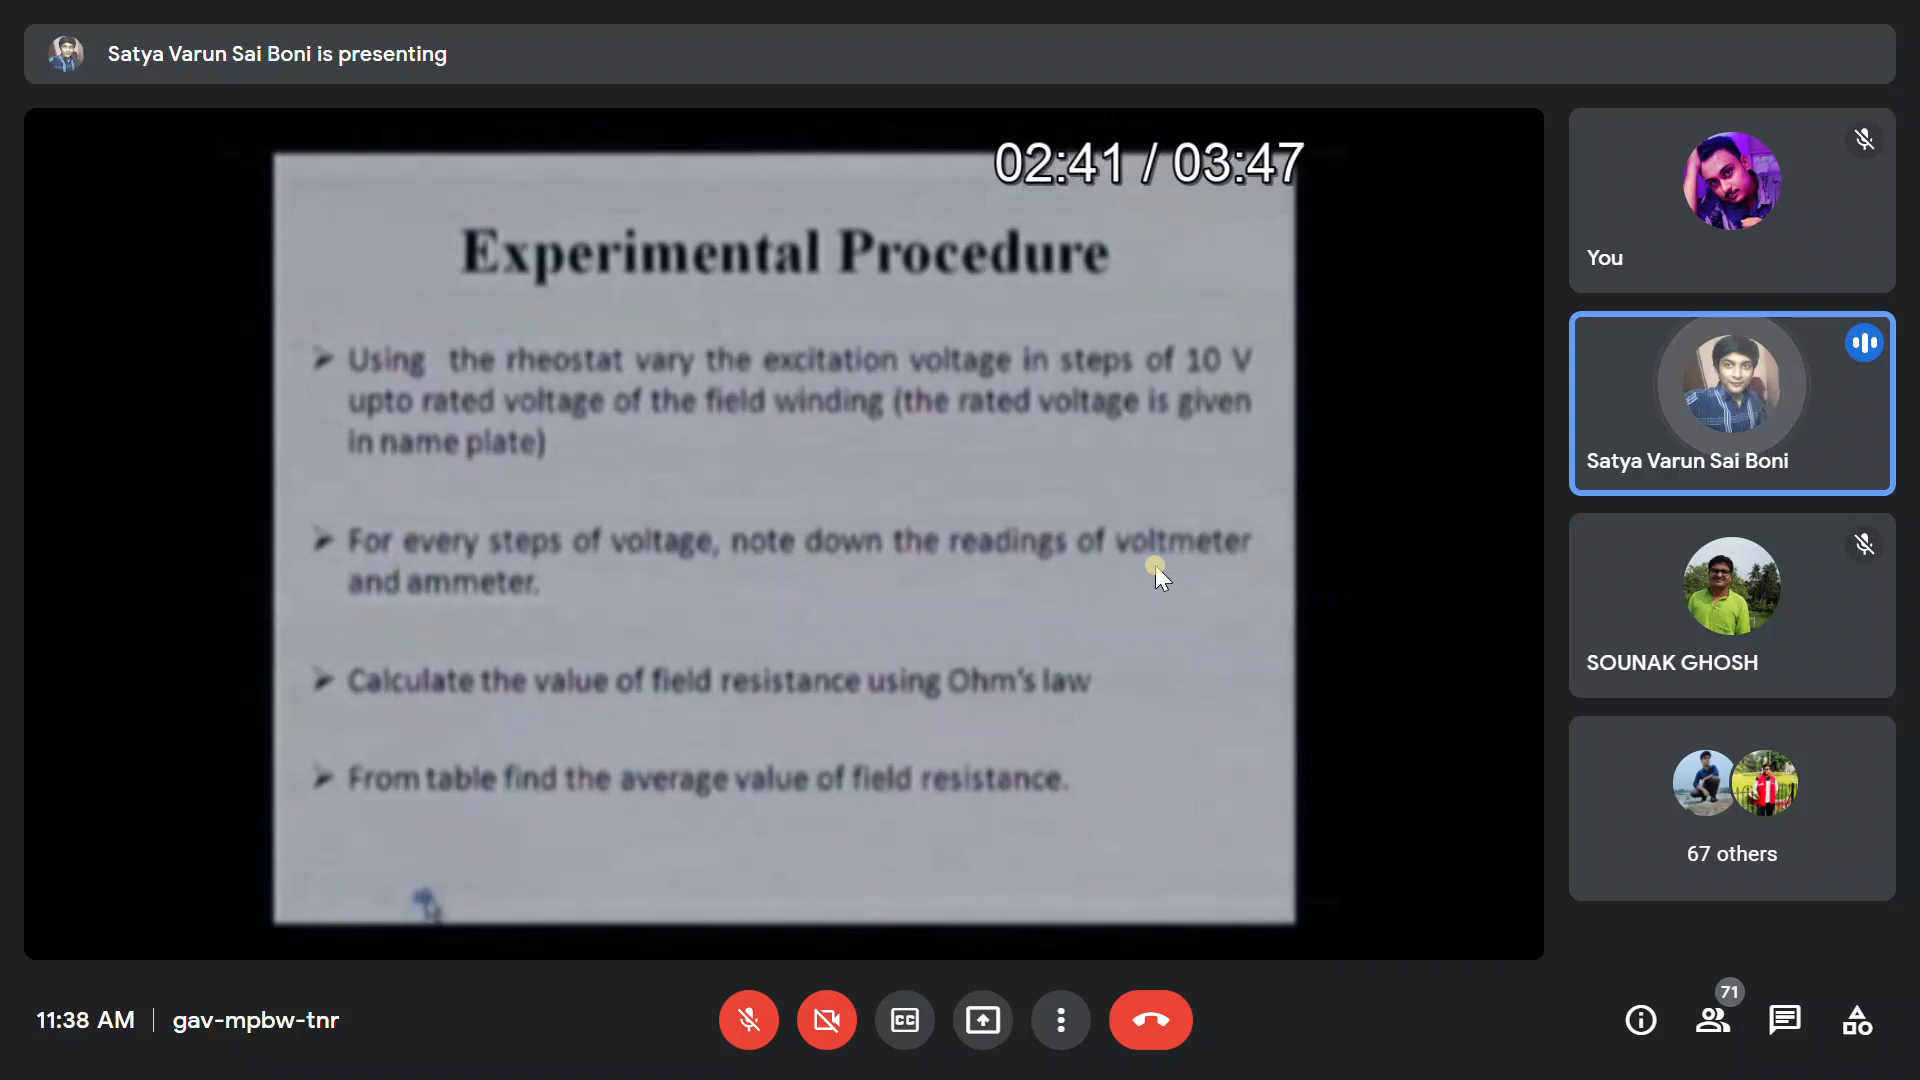 Satya Varun Sai Boni is presenting
02:41 / 03:47
Experimental Procedure
➤ Using the rheostat vary the excitation voltage in steps of 10 V
upto rated voltage of the field winding (the rated voltage is given
in name plate)
➤ For every steps of voltage, note down the readings of voltmeter
and ammeter.
➤ Calculate the value of field resistance using Ohm's law
➤ From table find the average value of field resistance.
You
Satya Varun Sai Boni
SOUNAK GHOSH
67 others
11:38 AM | gav-mpbw-tnr
CC
71